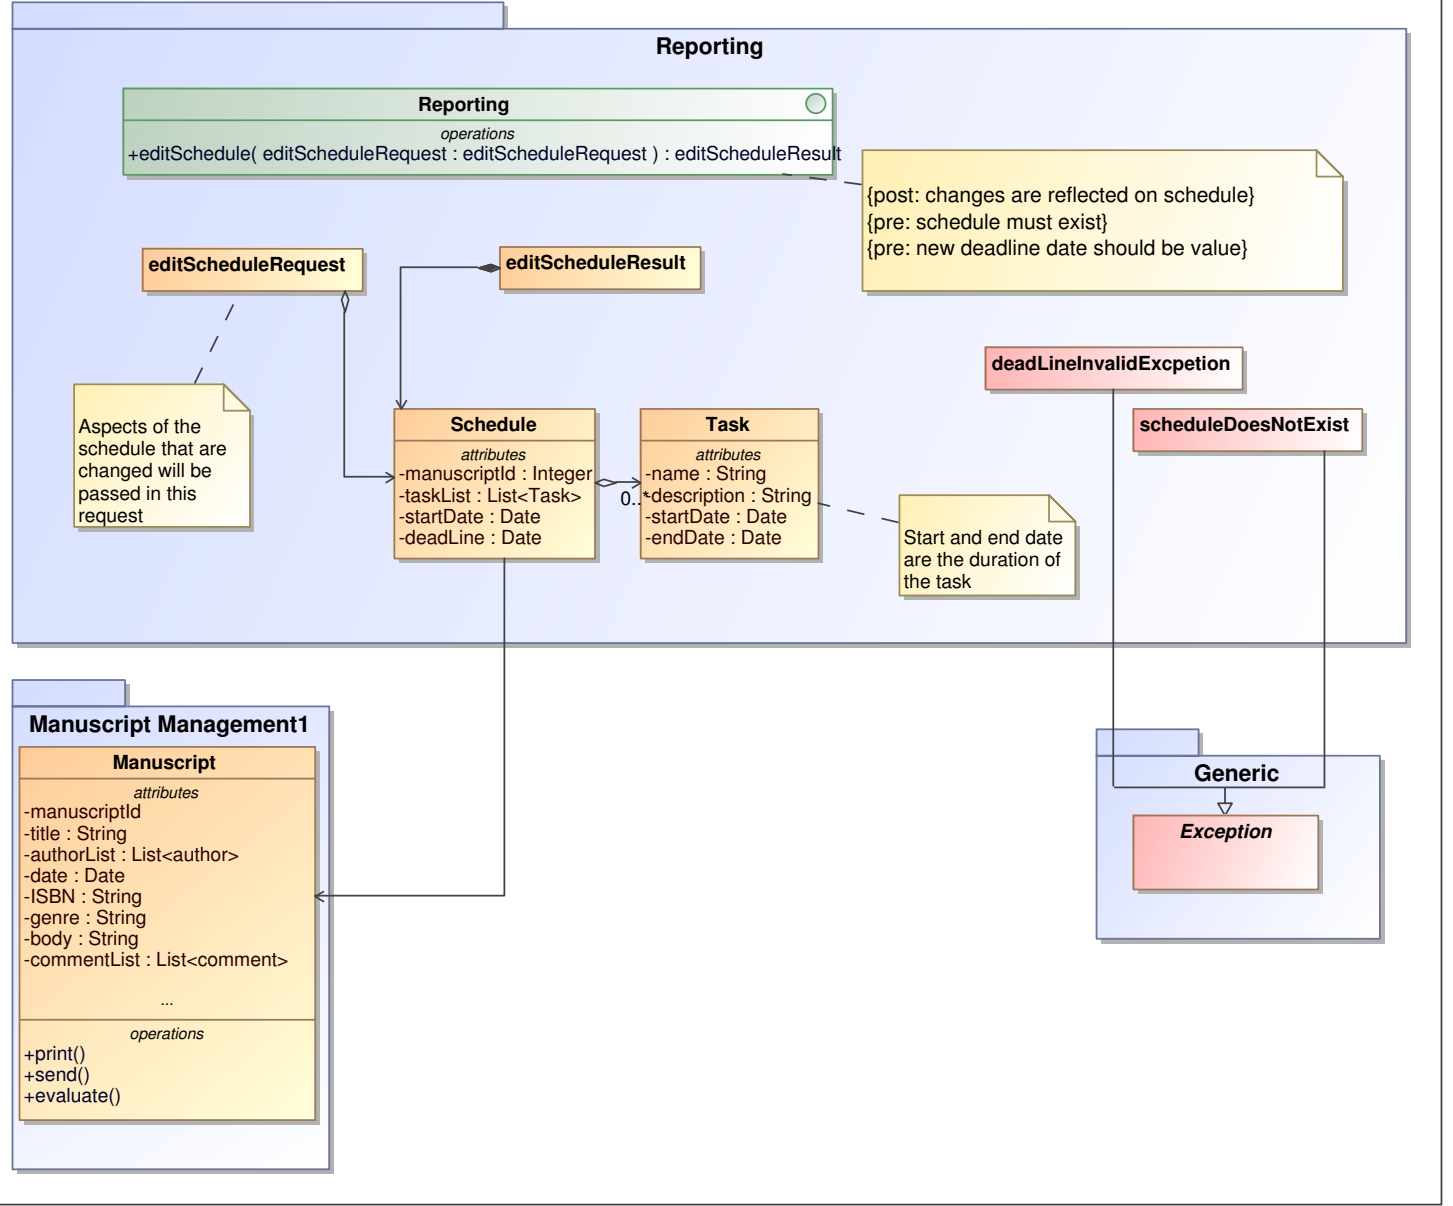 Reporting
Reporting
operations
+editSchedule( editScheduleRequest : editScheduleRequest ) : editScheduleResult
{post: changes are reflected on schedule}
{pre: schedule must exist}
{pre: new deadline date should be value}
editScheduleRequest
editScheduleResult
deadLineInvalidExcpetion
scheduleDoesNotExist
Aspects of the
schedule that are
changed will be
passed in this
request
Schedule
attributes
-manuscriptId : Integer
-taskList : List<Task>
-startDate : Date
-deadLine : Date
0..*
Task
attributes
-name : String
-description : String
-startDate : Date
-endDate : Date
Start and end date
are the duration of
the task
Manuscript Management1
Manuscript
attributes
-manuscriptId
-title : String
-authorList : List<author>
-date : Date
-ISBN : String
-genre : String
-body : String
-commentList : List<comment>
...
operations
+print()
+send()
+evaluate()
Generic
Exception